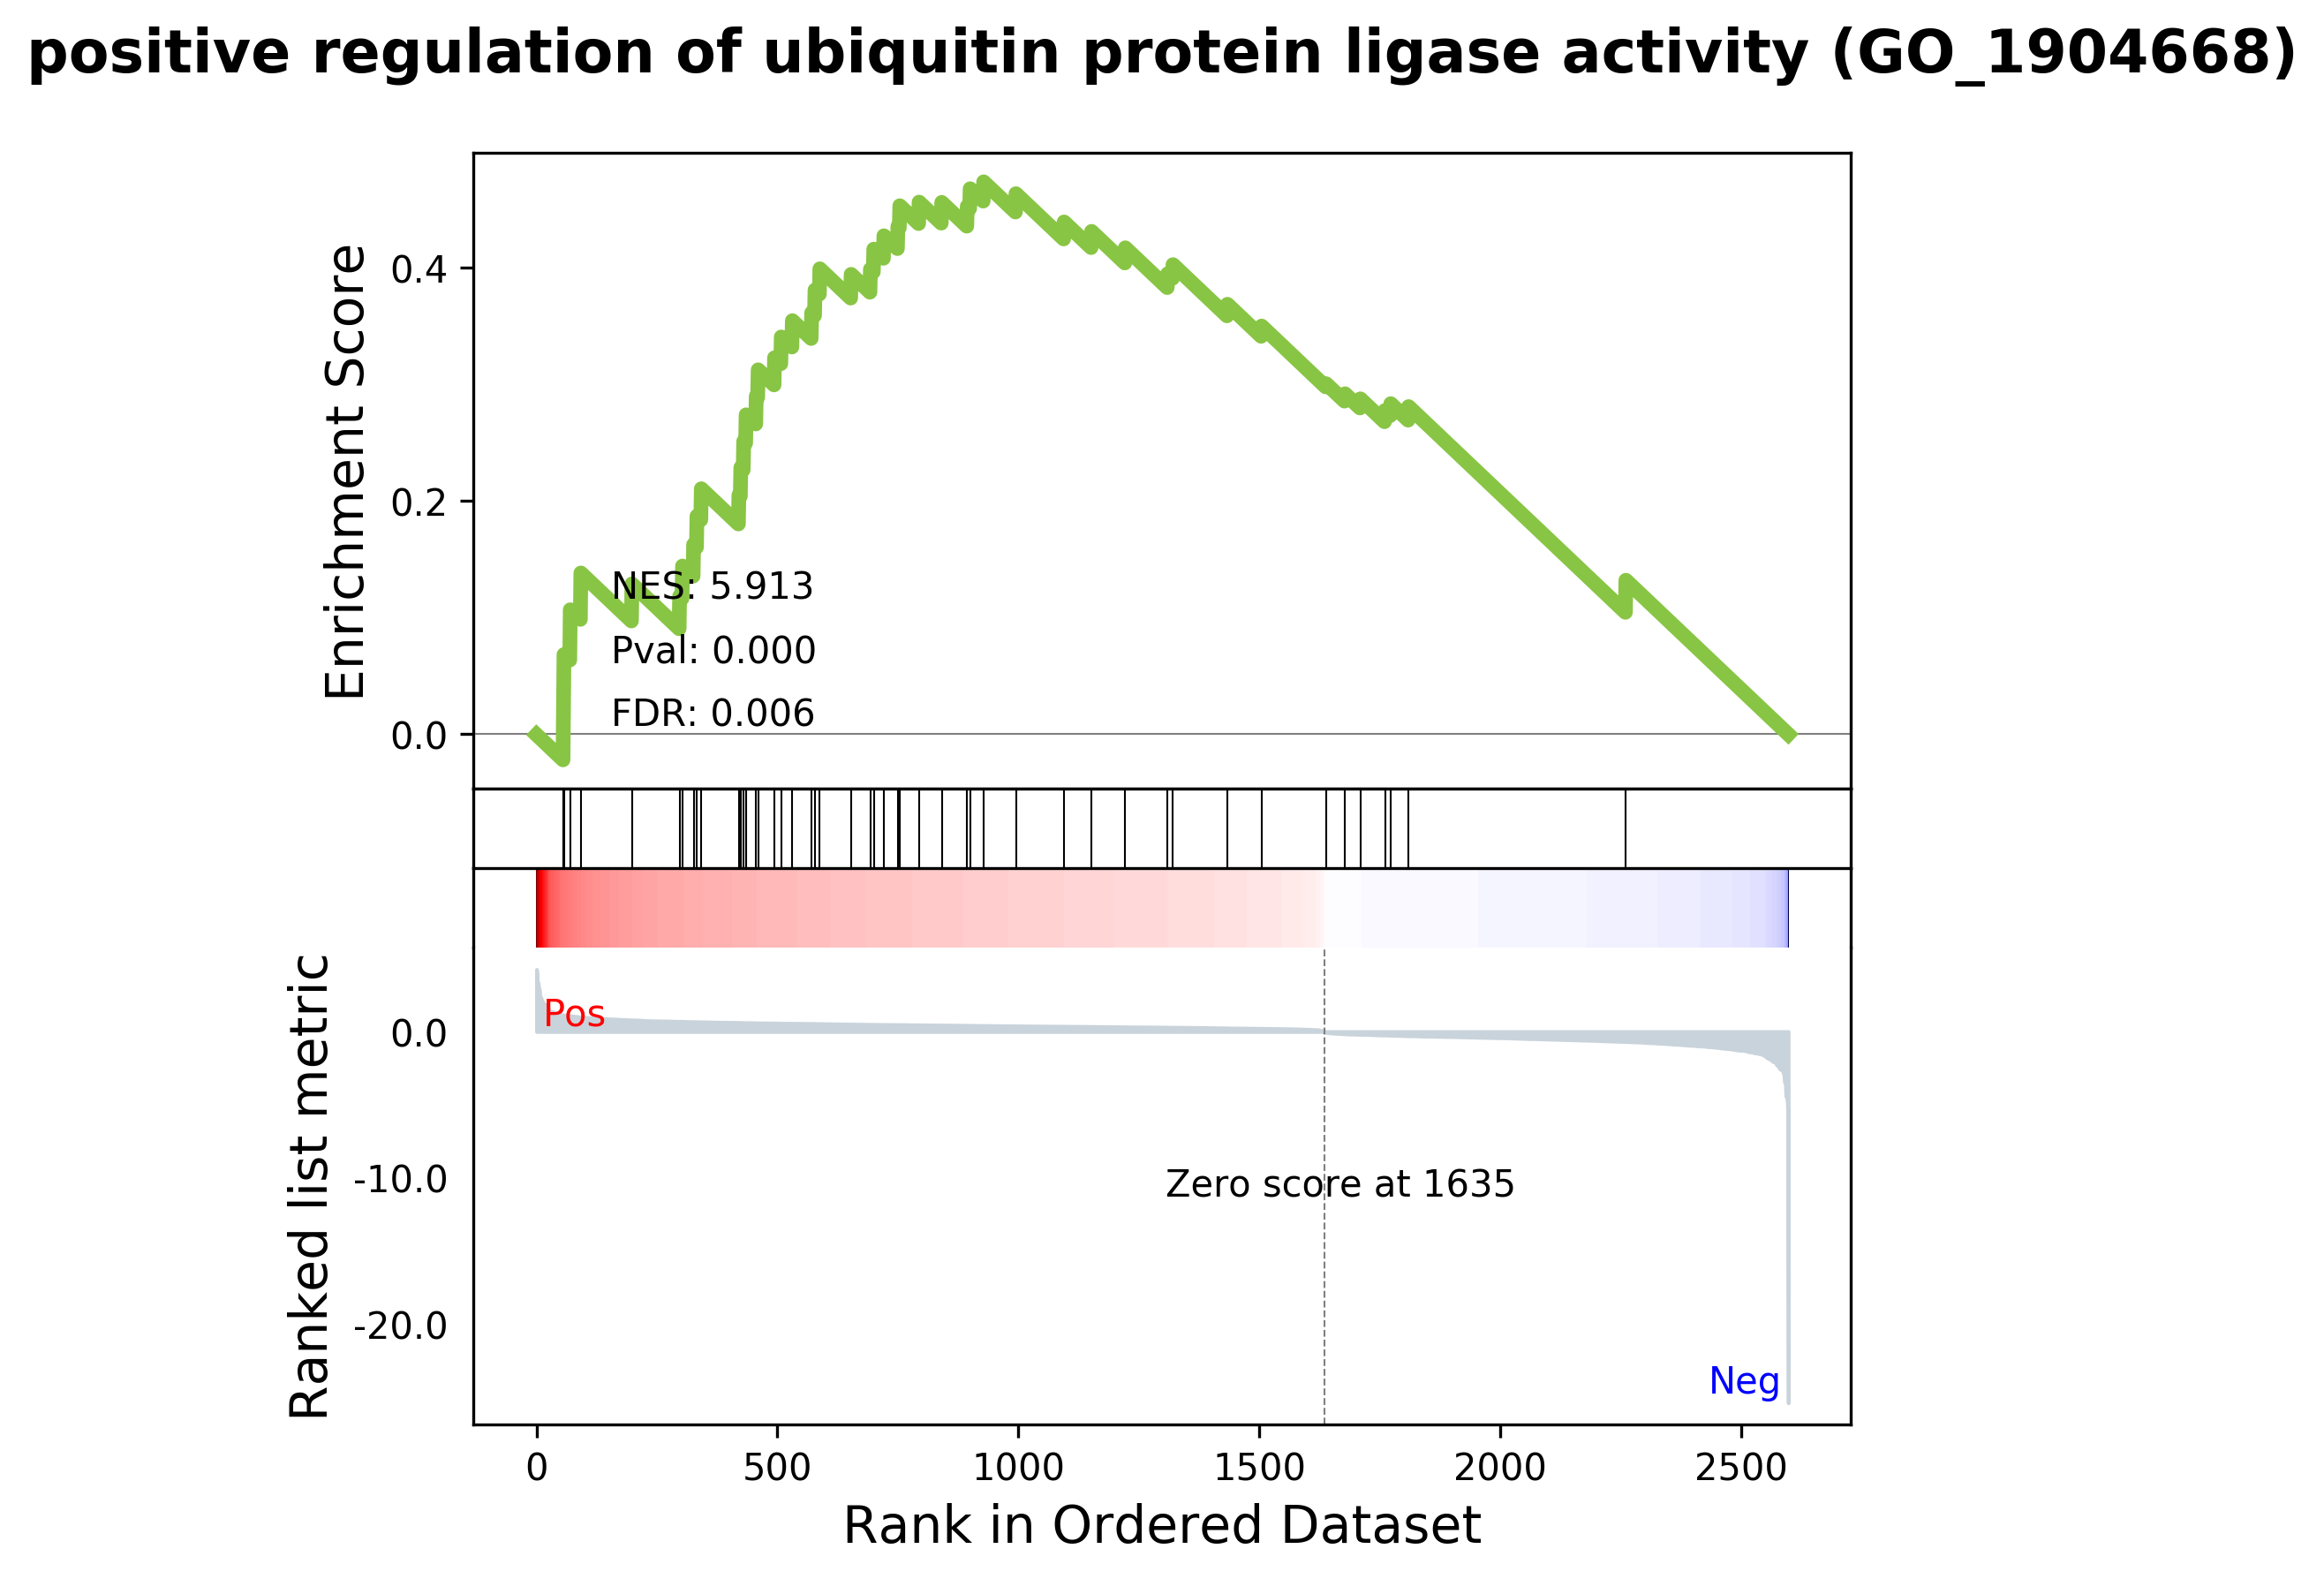 positive regulation of ubiquitin protein ligase activity (GO_1904668)
Enrichment Score
0.4
0.2
0.0
NES: 5.913
Pval: 0.000
FDR: 0.006
Ranked list metric
0.0
-10.0
-20.0
Pos
Zero score at 1635
Neg
0 500 1000 1500 2000 2500
Rank in Ordered Dataset